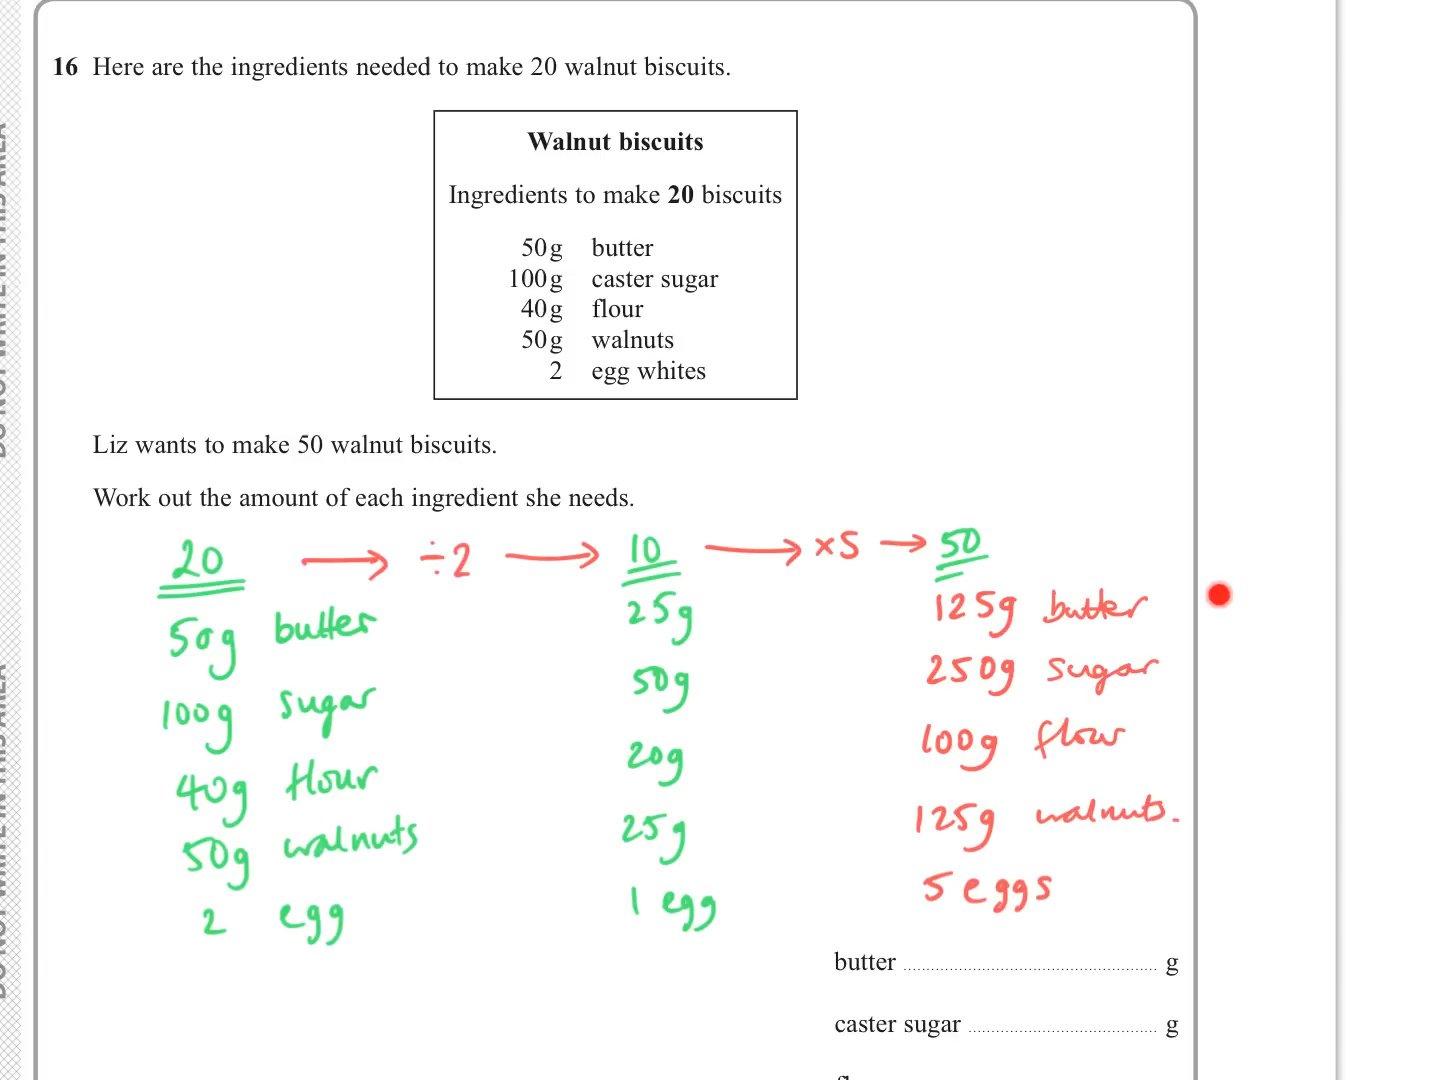 16 Here are the ingredients needed to make 20 walnut biscuits.
Walnut biscuits
Ingredients to make 20 biscuits
50g butter
100g caster sugar
40g flour
50g walnuts
2 egg whites
Liz wants to make 50 walnut biscuits.
Work out the amount of each ingredient she needs.
20 → ÷2 → 10 → ×5 → 50
50g butter 25g 125g butter
100g sugar 50g 250g sugar
40g flour 20g 100g flour
50g walnuts 25g 125g walnuts.
2 egg 1 egg 5 eggs
butter ............................................................ g
caster sugar ............................................ g